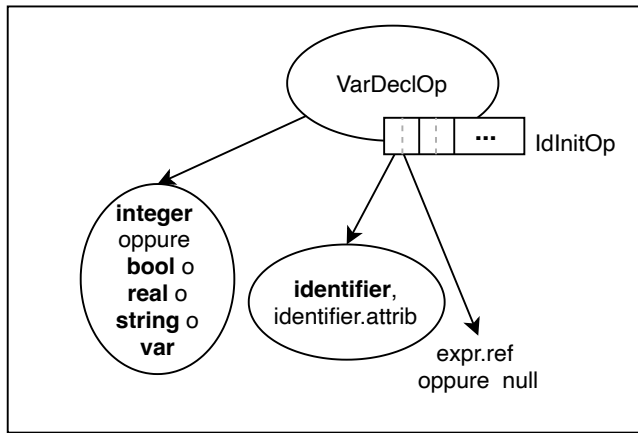 VarDeclOp
...
IdInitOp
integer
oppure
bool o
real o
string o
var
identifier,
identifier.attrib
expr.ref
oppure null